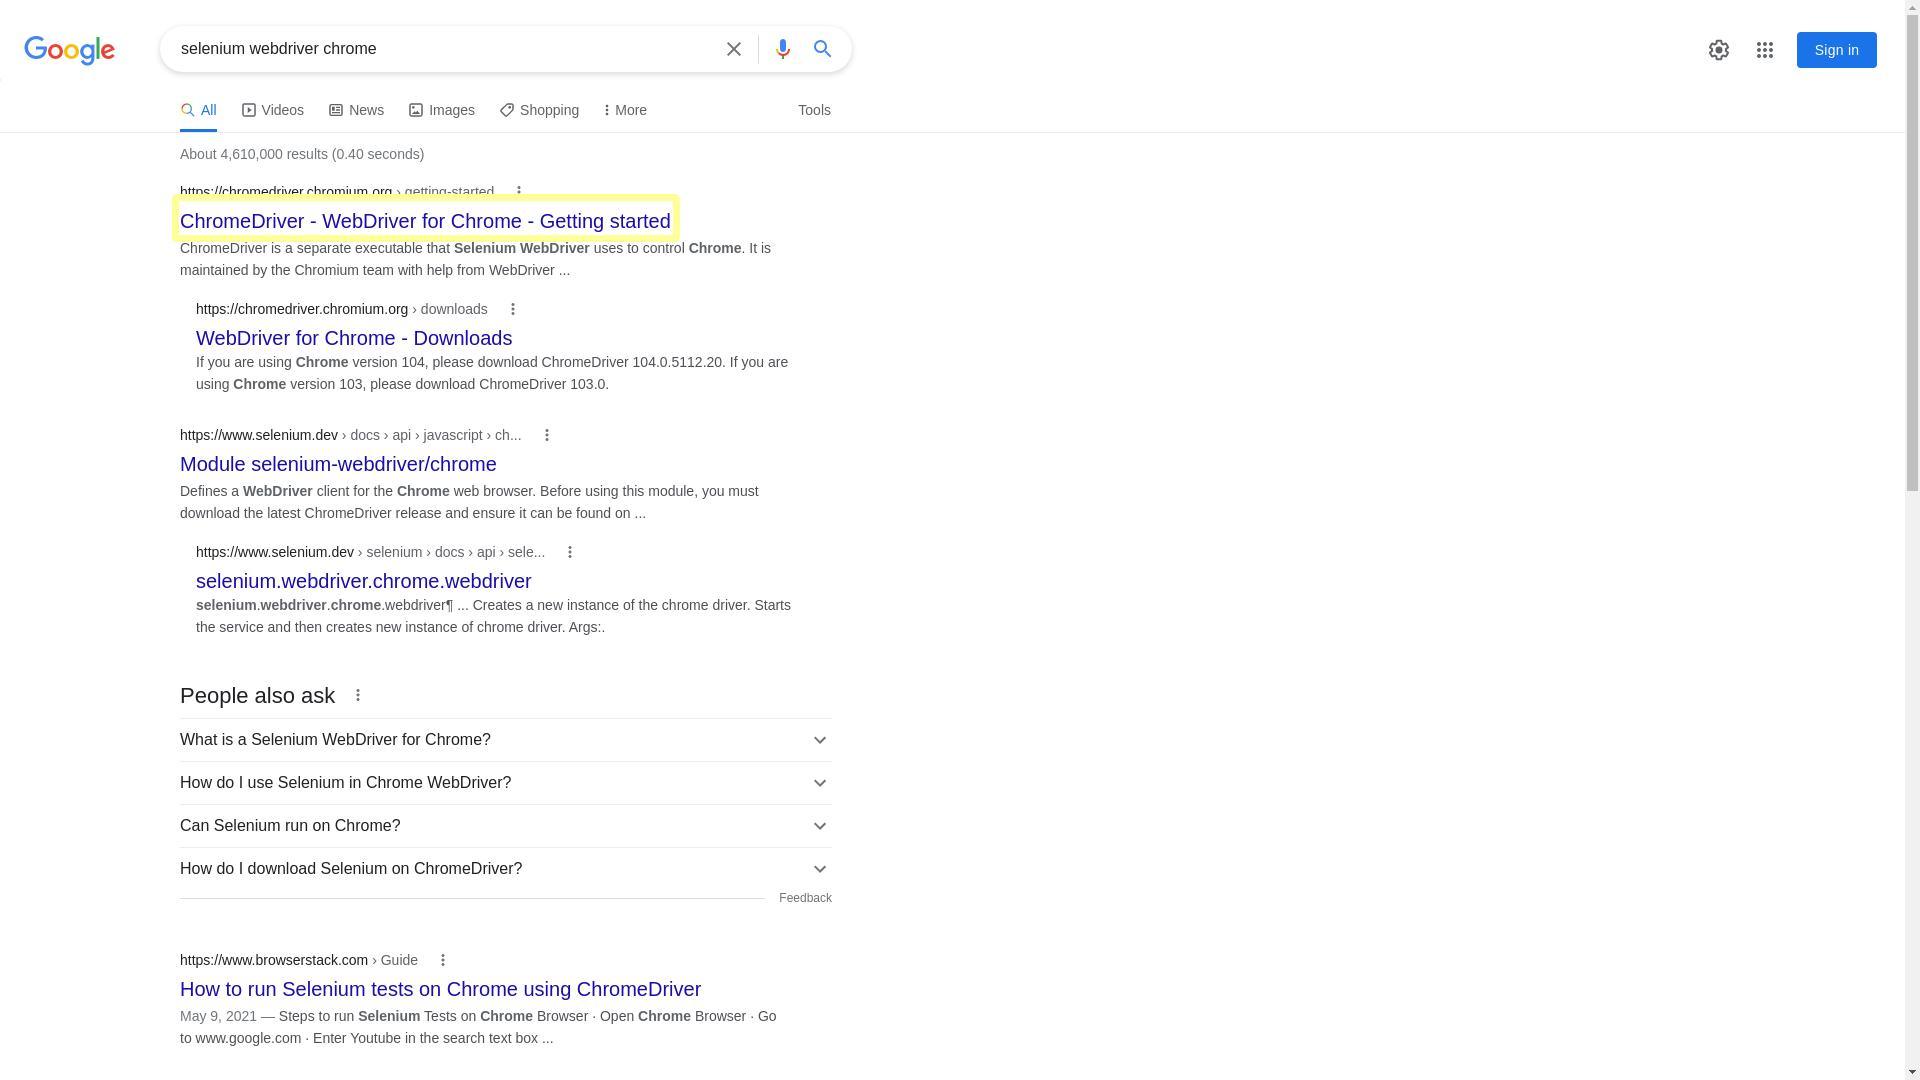 Google
selenium webdriver chrome
Sign in
All Videos News Images Shopping More Tools
About 4,610,000 results (0.40 seconds)
https://chromedriver.chromium.org › getting-started
ChromeDriver - WebDriver for Chrome - Getting started
ChromeDriver is a separate executable that Selenium WebDriver uses to control Chrome. It is
maintained by the Chromium team with help from WebDriver ...
https://chromedriver.chromium.org › downloads
WebDriver for Chrome - Downloads
If you are using Chrome version 104, please download ChromeDriver 104.0.5112.20. If you are
using Chrome version 103, please download ChromeDriver 103.0.
https://www.selenium.dev › docs › api › javascript › ch...
Module selenium-webdriver/chrome
Defines a WebDriver client for the Chrome web browser. Before using this module, you must
download the latest ChromeDriver release and ensure it can be found on ...
https://www.selenium.dev › selenium › docs › api › sele...
selenium.webdriver.chrome.webdriver
selenium.webdriver.chrome.webdriver¶ ... Creates a new instance of the chrome driver. Starts
the service and then creates new instance of chrome driver. Args:.
People also ask
What is a Selenium WebDriver for Chrome?
How do I use Selenium in Chrome WebDriver?
Can Selenium run on Chrome?
How do I download Selenium on ChromeDriver?
Feedback
https://www.browserstack.com › Guide
How to run Selenium tests on Chrome using ChromeDriver
May 9, 2021 — Steps to run Selenium Tests on Chrome Browser · Open Chrome Browser · Go
to www.google.com · Enter Youtube in the search text box ...